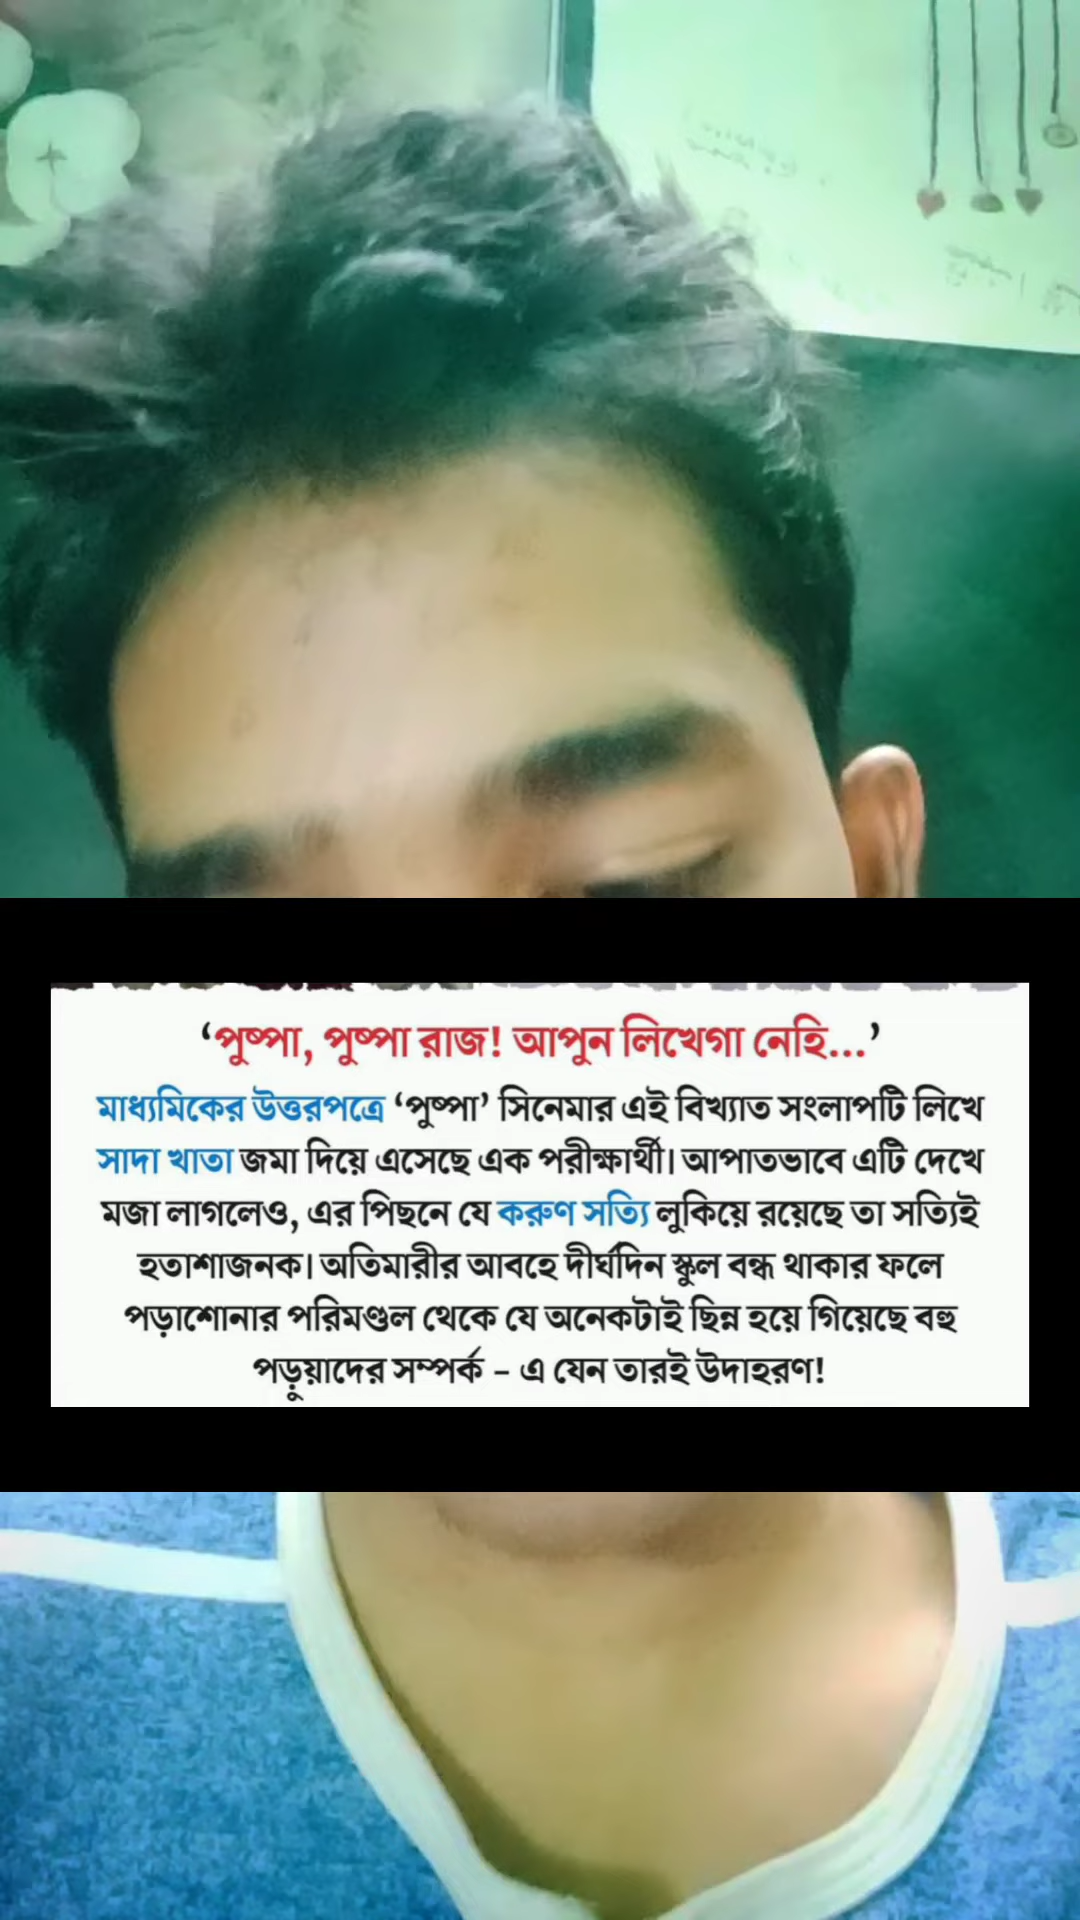 ‘পুষ্পা, পুষ্পা রাজ! আপুন লিখেগা নেহি...’
মাধ্যমিকের উত্তরপত্রে ‘পুষ্পা’ সিনেমার এই বিখ্যাত সংলাপটি লিখে
সাদা খাতা জমা দিয়ে এসেছে এক পরীক্ষার্থী। আপাতভাবে এটি দেখে
মজা লাগলেও, এর পিছনে যে করুণ সত্যি লুকিয়ে রয়েছে তা সত্যিই
হতাশাজনক। অতিমারীর আবহে দীর্ঘদিন স্কুল বন্ধ থাকার ফলে
পড়াশোনার পরিমণ্ডল থেকে যে অনেকটাই ছিন্ন হয়ে গিয়েছে বহু
পড়ুয়াদের সম্পর্ক – এ যেন তারই উদাহরণ!